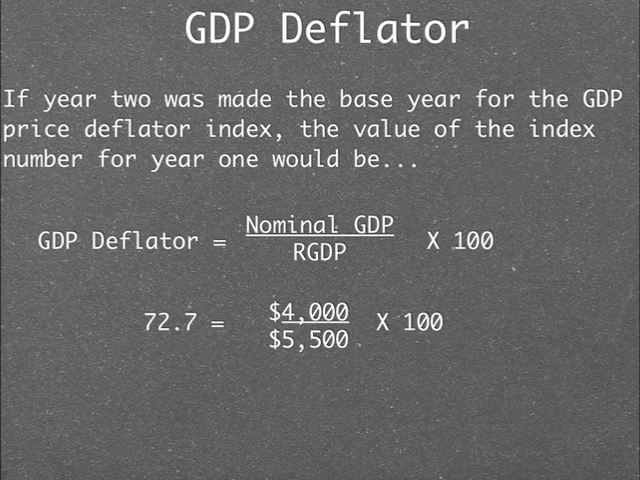 GDP Deflator
If year two was made the base year for the GDP
price deflator index, the value of the index
number for year one would be...
GDP Deflator = Nominal GDP X 100
RGDP
72.7 = $4,000 X 100
$5,500